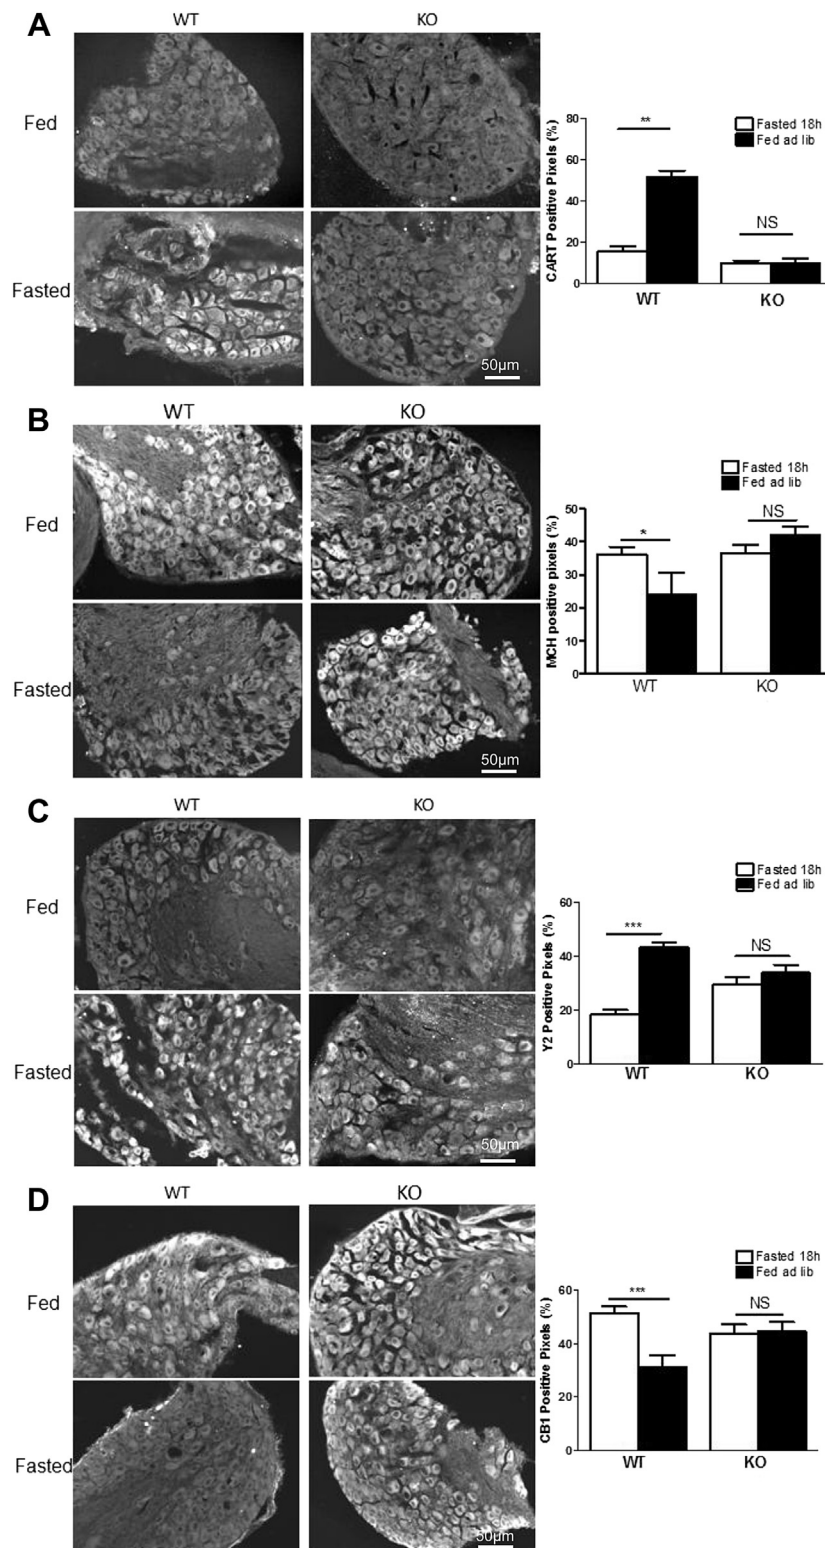 A
WT
KO
Fed
Fasted
50µm
Fasted 18h
Fed ad lib
CART Positive Pixels (%)
80
60
40
20
0
**
NS
WT
KO
B
WT
KO
Fed
Fasted
50µm
Fasted 18h
Fed ad lib
MCH positive pixels (%)
50
40
30
20
10
0
*
NS
WT
KO
C
WT
KO
Fed
Fasted
50µm
Fasted 18h
Fed ad lib
Y2 Positive Pixels (%)
60
40
20
0
***
NS
WT
KO
D
WT
KO
Fed
Fasted
50µm
Fasted 18h
Fed ad lib
CB1 Positive Pixels (%)
60
40
20
0
***
NS
WT
KO